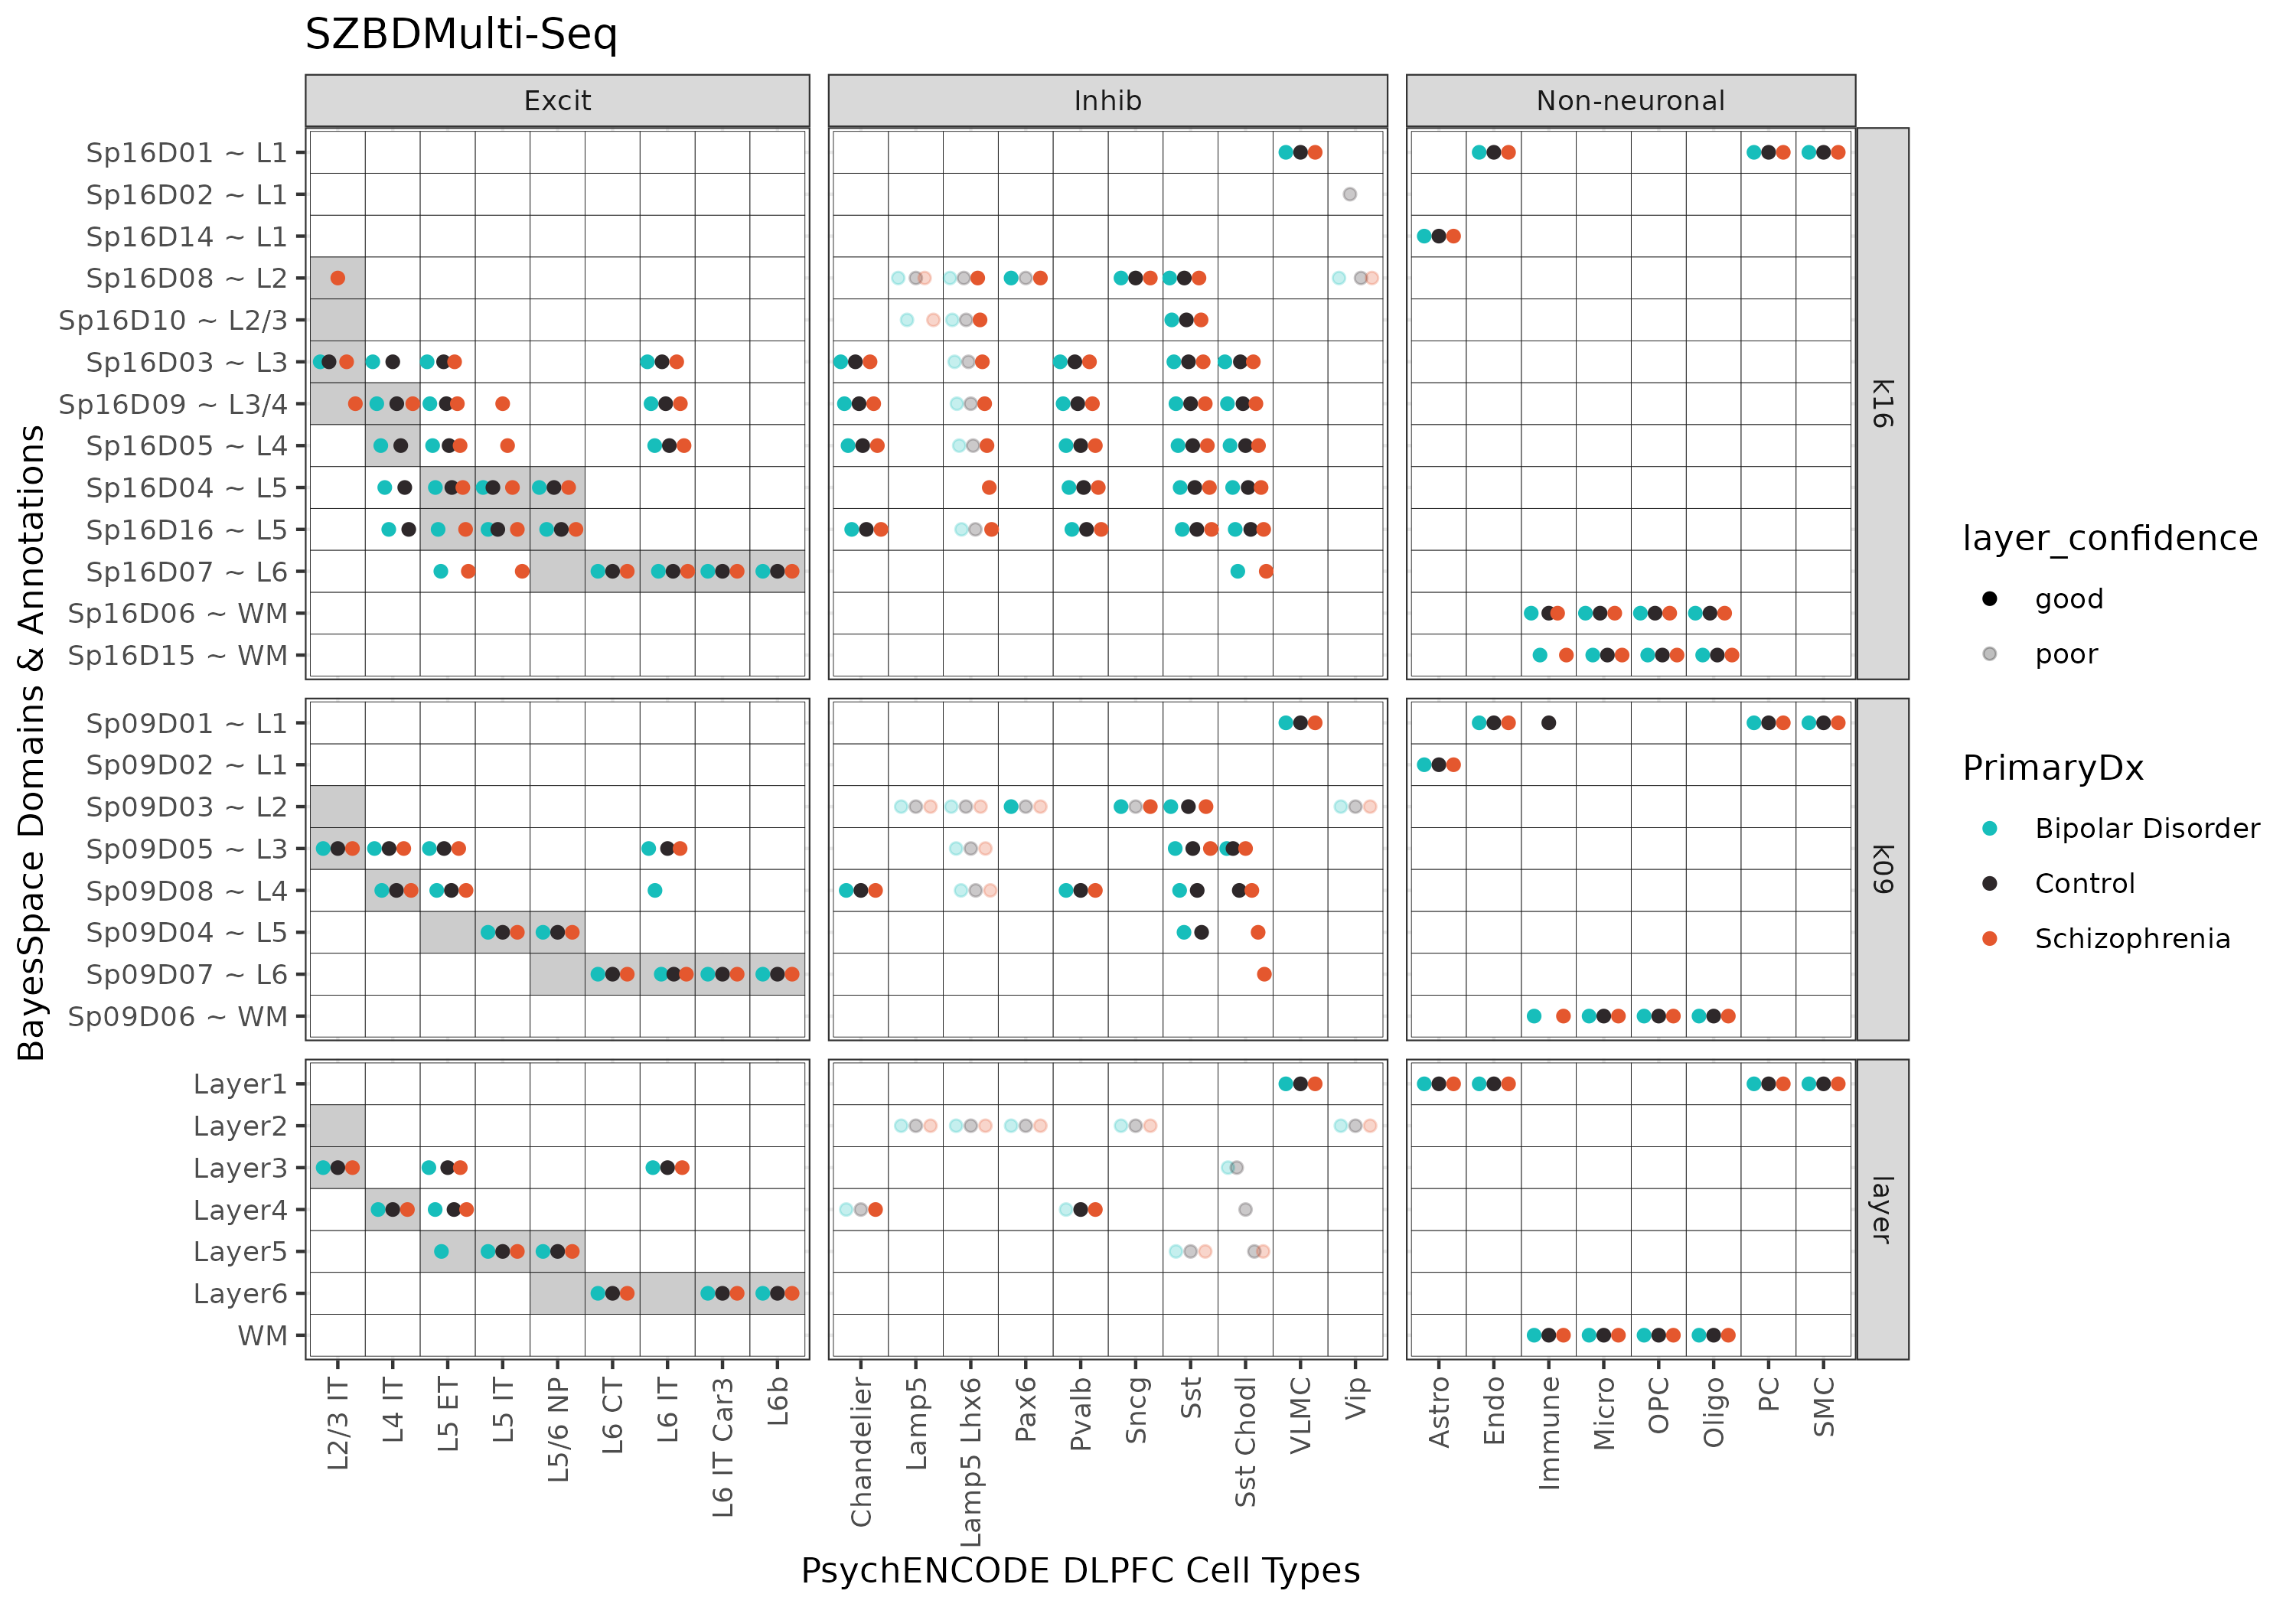 SZBDMulti-Seq
Excit
Inhib
Non-neuronal
BayesSpace Domains & Annotations
Sp16D01 ~ L1
Sp16D02 ~ L1
Sp16D14 ~ L1
Sp16D08 ~ L2
Sp16D10 ~ L2/3
Sp16D03 ~ L3
Sp16D09 ~ L3/4
Sp16D05 ~ L4
Sp16D04 ~ L5
Sp16D16 ~ L5
Sp16D07 ~ L6
Sp16D06 ~ WM
Sp16D15 ~ WM
k16
Sp09D01 ~ L1
Sp09D02 ~ L1
Sp09D03 ~ L2
Sp09D05 ~ L3
Sp09D08 ~ L4
Sp09D04 ~ L5
Sp09D07 ~ L6
Sp09D06 ~ WM
k09
Layer1
Layer2
Layer3
Layer4
Layer5
Layer6
WM
layer
L2/3 IT
L4 IT
L5 ET
L5 IT
L5/6 NP
L6 CT
L6 IT
L6 IT Car3
L6b
Chandelier
Lamp5
Lamp5 Lhx6
Pax6
Pvalb
Sncg
Sst
Sst Chodl
VLMC
Vip
Astro
Endo
Immune
Micro
OPC
Oligo
PC
SMC
PsychENCODE DLPFC Cell Types
layer_confidence
good
poor
PrimaryDx
Bipolar Disorder
Control
Schizophrenia